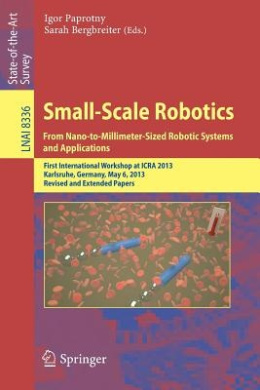 Igor Paprotny
Sarah Bergbreiter (Eds.)
State-of-the-Art
Survey
LNAI 8336
Small-Scale Robotics
From Nano-to-Millimeter-Sized Robotic Systems
and Applications
First International Workshop at ICRA 2013
Karlsruhe, Germany, May 6, 2013
Revised and Extended Papers
Springer